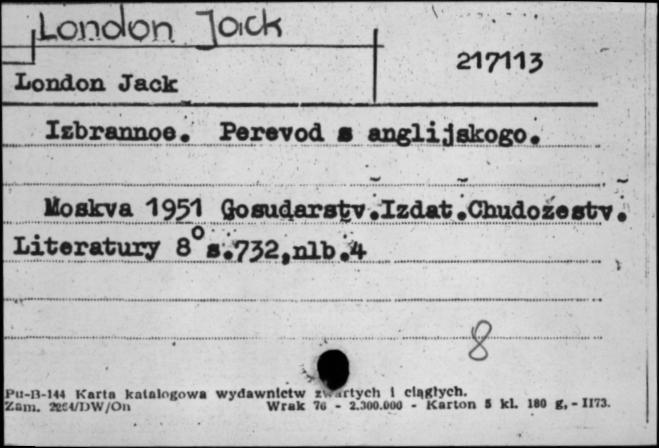 London Jack
217113
London Jack
Izbrannoe. Perevod s anglijskogo.
Moskva 1951 Gosudarstv.Izdat.Chudožestv.
Literatury 8° s.732,nlb.4
8
Pu-B-144 Karta katalogowa wydawnictw zwartych i ciągłych.
Zam. 2264/DW/On Wrak 76 - 2.300.000 - Karton 5 kl. 180 g, - II73.